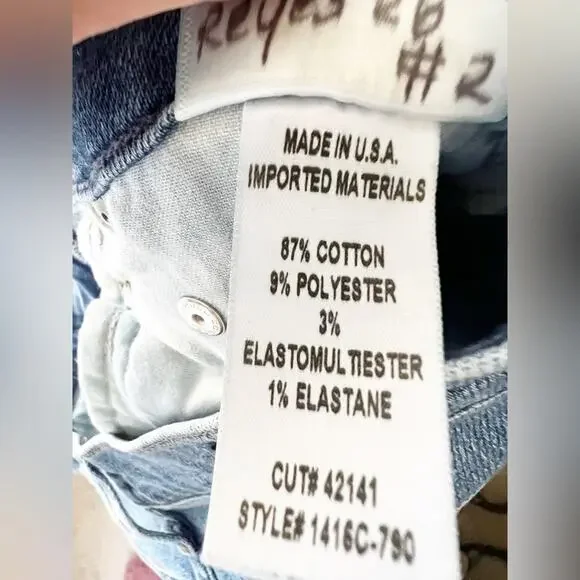 Reyes 26
# 2
MADE IN U.S.A.
IMPORTED MATERIALS
87% COTTON
9% POLYESTER
3%
ELASTOMULTIESTER
1% ELASTANE
CUT# 42141
STYLE# 1416C-790